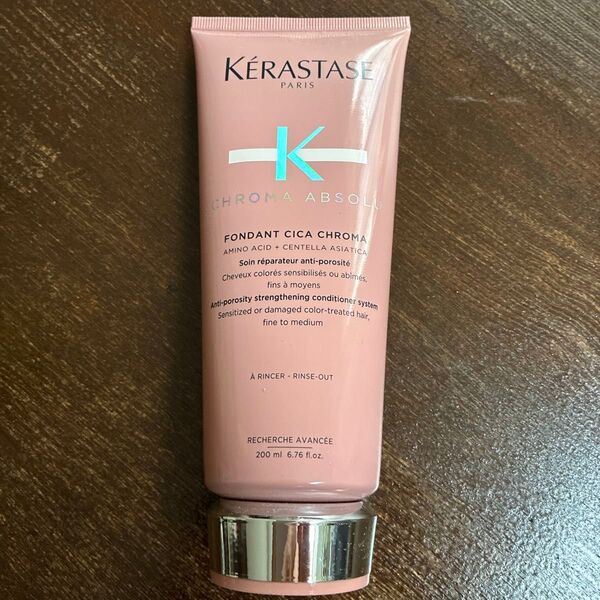 KÉRASTASE
PARIS
K
CHROMA ABSOLU
FONDANT CICA CHROMA
AMINO ACID + CENTELLA ASIATICA
Soin réparateur anti-porosité
Cheveux colorés sensibilisés ou abîmés,
fins à moyens
Anti-porosity strengthening conditioner system
Sensitized or damaged color-treated hair,
fine to medium
À RINCER - RINSE-OUT
RECHERCHE AVANCÉE
200 ml 6.76 fl.oz.